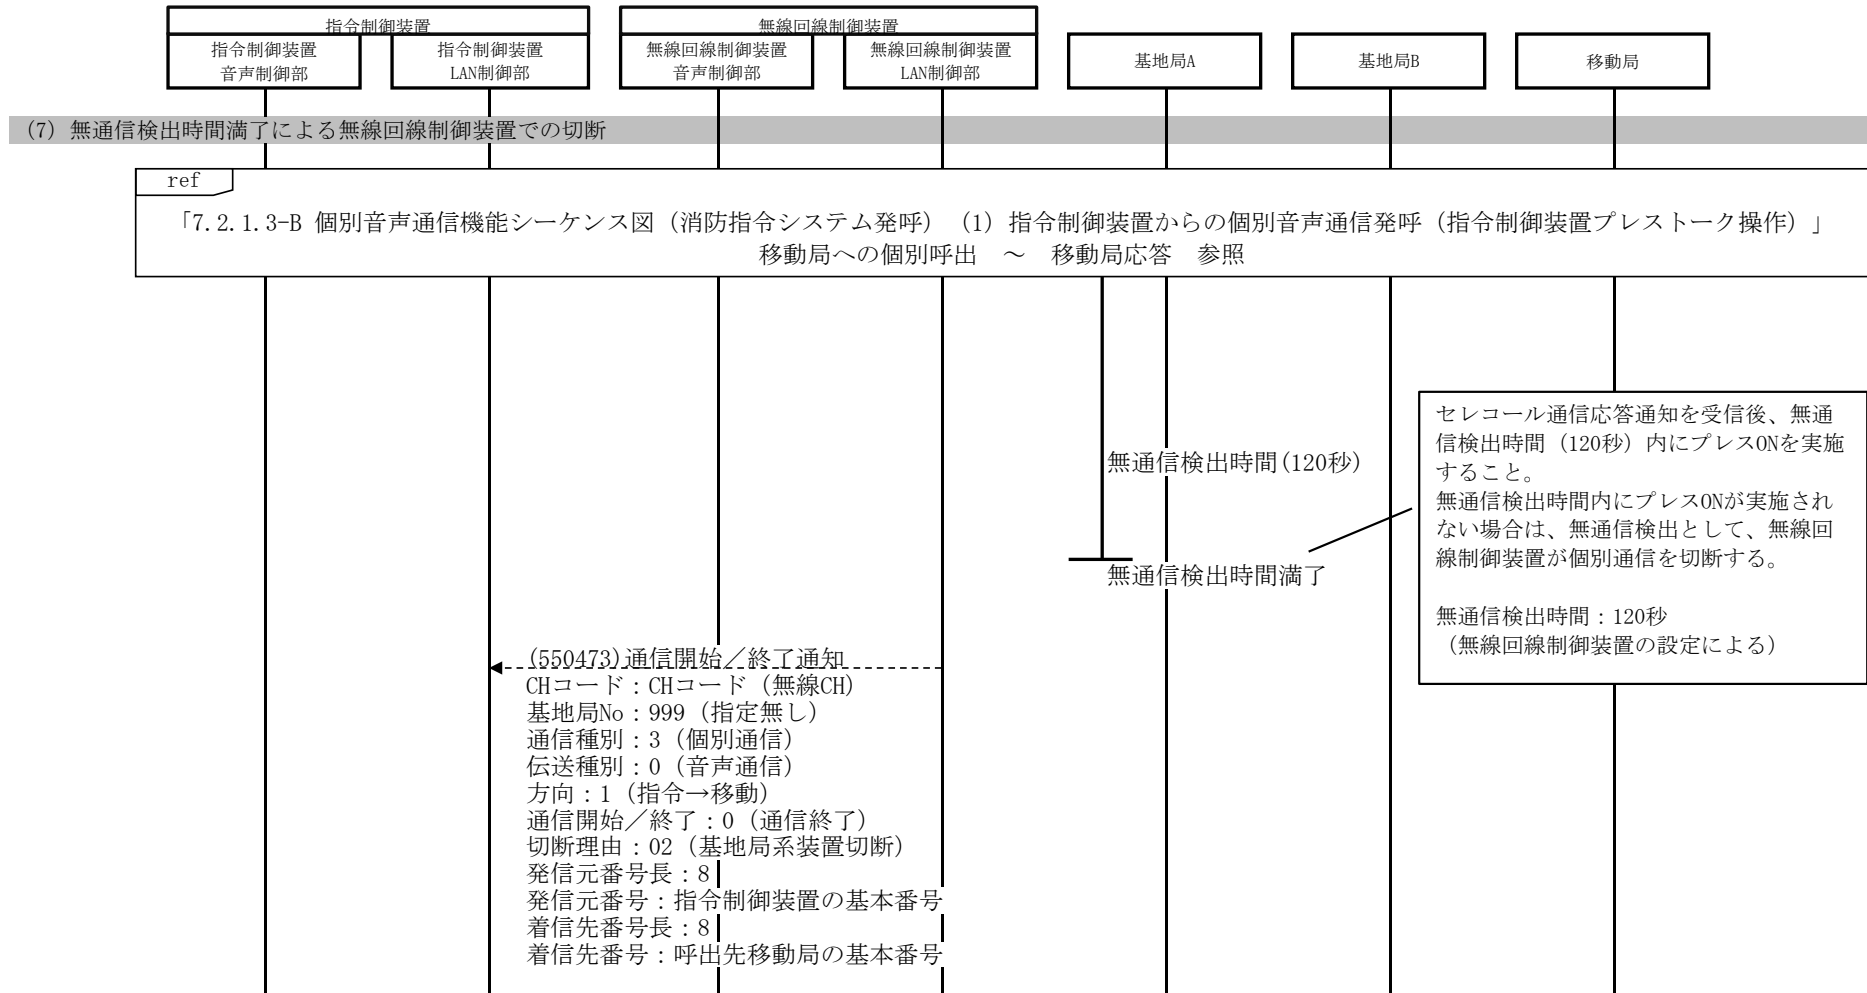 指令制御装置
無線回線制御装置
指令制御装置
音声制御部
指令制御装置
LAN制御部
無線回線制御装置
音声制御部
無線回線制御装置
LAN制御部
基地局A
基地局B
移動局
(7) 無通信検出時間満了による無線回線制御装置での切断
ref
「7.2.1.3-B 個別音声通信機能シーケンス図（消防指令システム発呼）（1）指令制御装置からの個別音声通信発呼（指令制御装置プレストーク操作）」
移動局への個別呼出　～　移動局応答　参照
無通信検出時間(120秒)
無通信検出時間満了
セレコール通信応答通知を受信後、無通
信検出時間（120秒）内にプレスONを実施
すること。
無通信検出時間内にプレスONが実施され
ない場合は、無通信検出として、無線回
線制御装置が個別通信を切断する。
無通信検出時間：120秒
（無線回線制御装置の設定による）
(550473)通信開始／終了通知
CHコード：CHコード（無線CH）
基地局No：999（指定無し）
通信種別：3（個別通信）
伝送種別：0（音声通信）
方向：1（指令→移動）
通信開始／終了：0（通信終了）
切断理由：02（基地局系装置切断）
発信元番号長：8
発信元番号：指令制御装置の基本番号
着信先番号長：8
着信先番号：呼出先移動局の基本番号